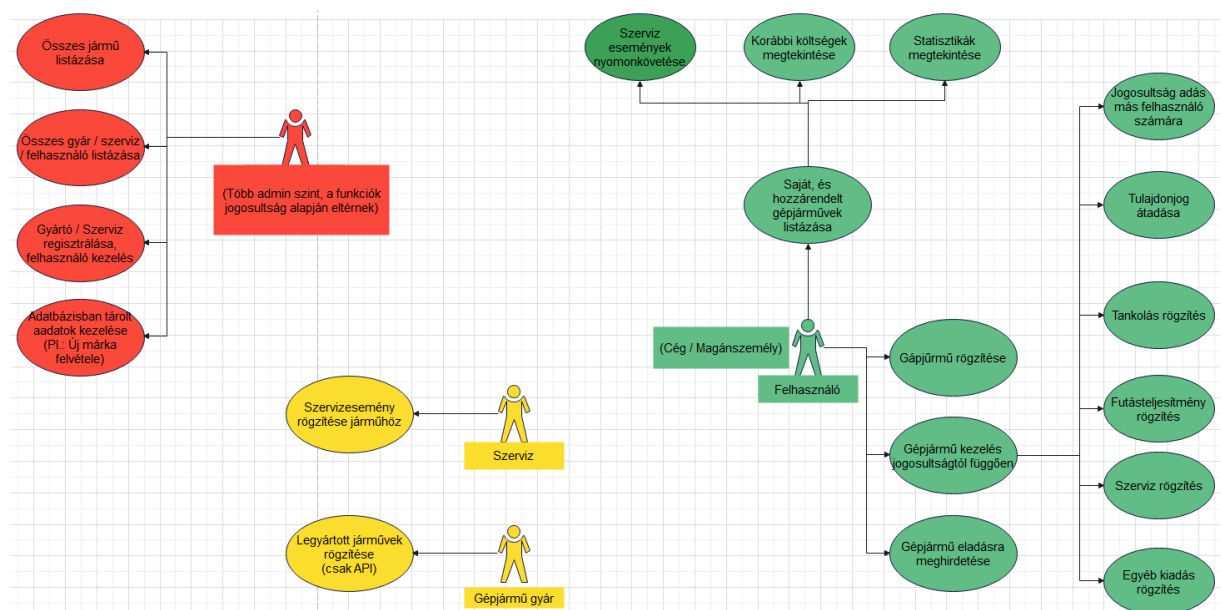 Összes jármű
listázása
Összes gyár / szerviz
/ felhasználó listázása
Gyártó / Szerviz
regisztrálása,
felhasználó kezelés
Adatbázisban tárolt
aadatok kezelése
(Pl.: Új márka
felvétele)
(Több admin szint, a funkciók
jogosultság alapján eltérnek)
Szervizesemény
rögzítése járműhöz
Szerviz
Legyártott járművek
rögzítése
(csak API)
Gépjármű gyár
Szerviz
események
nyomonkövetése
Korábbi költségek
megtekintése
Statisztikák
megtekintése
Saját, és
hozzárendelt
gépjárművek
listázása
(Cég / Magánszemély)
Felhasználó
Gápjűrmű rögzítése
Gépjármű kezelés
jogosultságtól függően
Gépjármű eladásra
meghirdetése
Jogosultság adás
más felhasználó
számára
Tulajdonjog
átadása
Tankolás rögzítés
Futásteljesítmény
rögzítés
Szerviz rögzítés
Egyéb kiadás
rögzítés